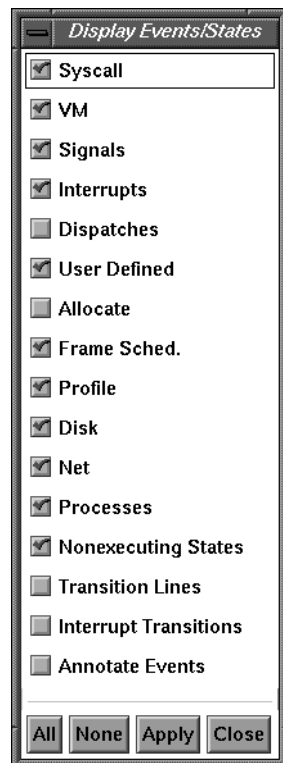 Display Events/States
Syscall
VM
Signals
Interrupts
Dispatches
User Defined
Allocate
Frame Sched.
Profile
Disk
Net
Processes
Nonexecuting States
Transition Lines
Interrupt Transitions
Annotate Events
All None Apply Close